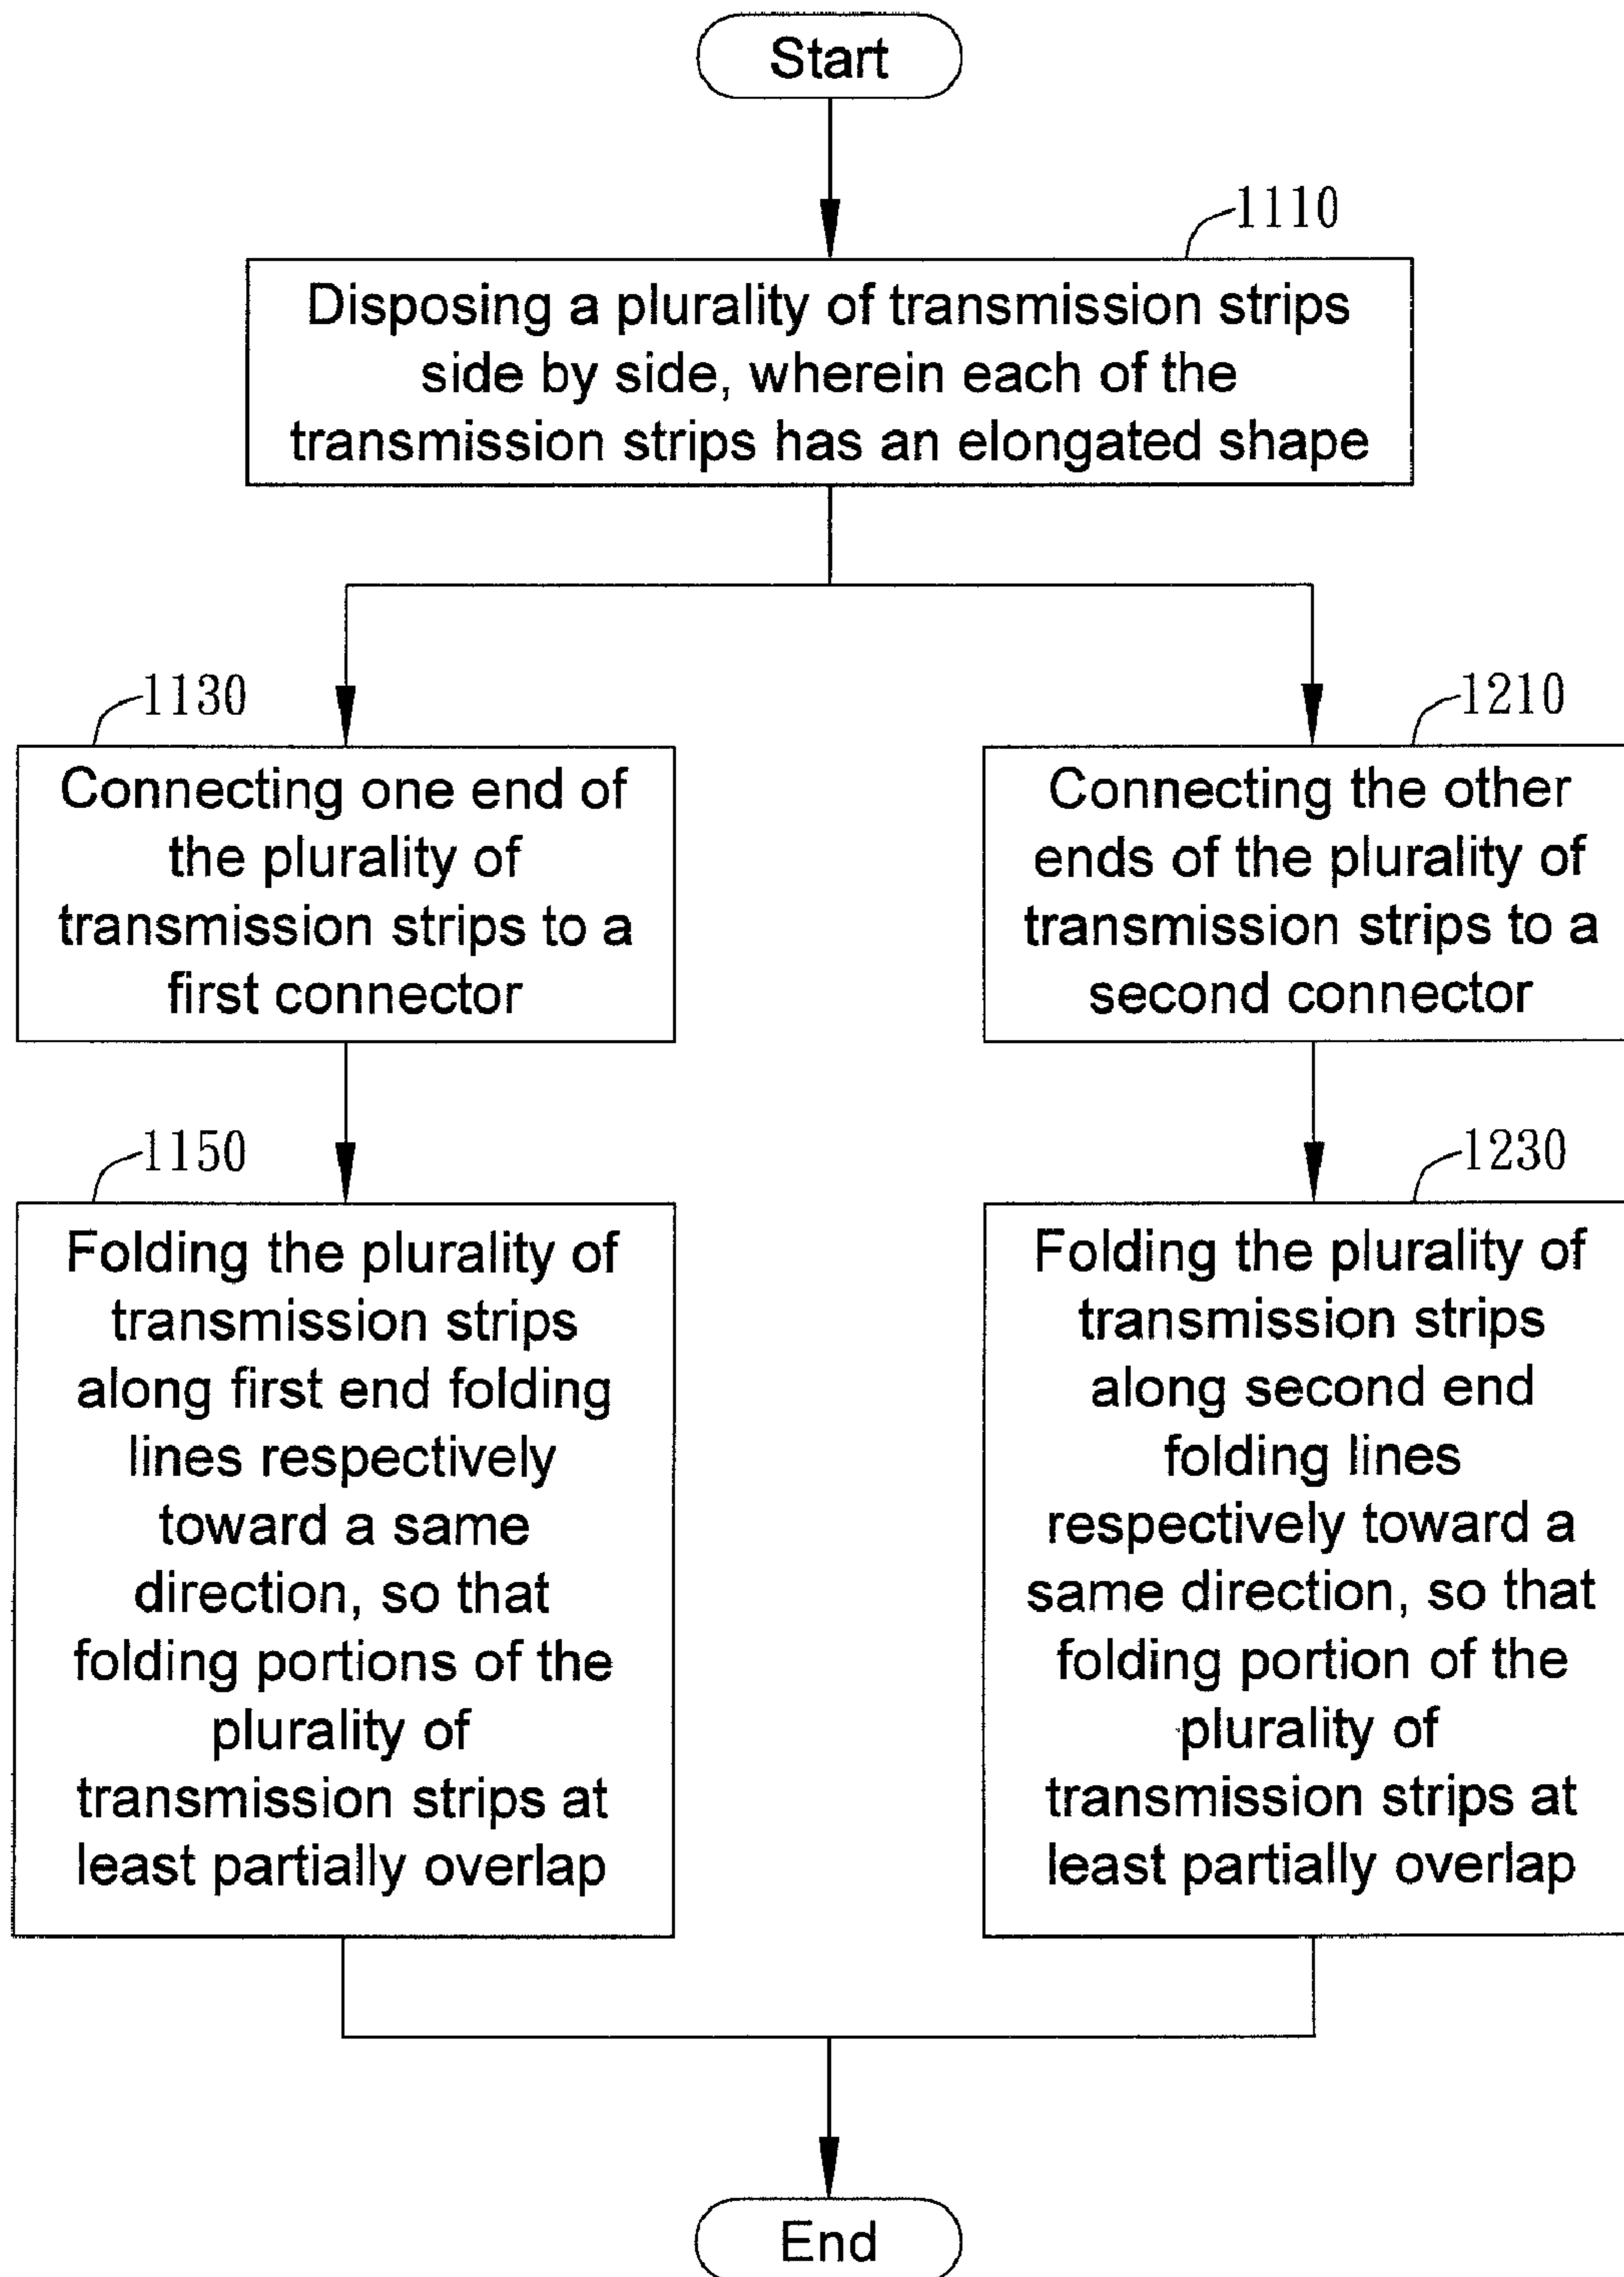 Start
1110
Disposing a plurality of transmission strips
side by side, wherein each of the
transmission strips has an elongated shape
1130
Connecting one end of
the plurality of
transmission strips to a
first connector
1210
Connecting the other
ends of the plurality of
transmission strips to a
second connector
1150
Folding the plurality of
transmission strips
along first end folding
lines respectively
toward a same
direction, so that
folding portions of the
plurality of
transmission strips at
least partially overlap
1230
Folding the plurality of
transmission strips
along second end
folding lines
respectively toward a
same direction, so that
folding portion of the
plurality of
transmission strips at
least partially overlap
End